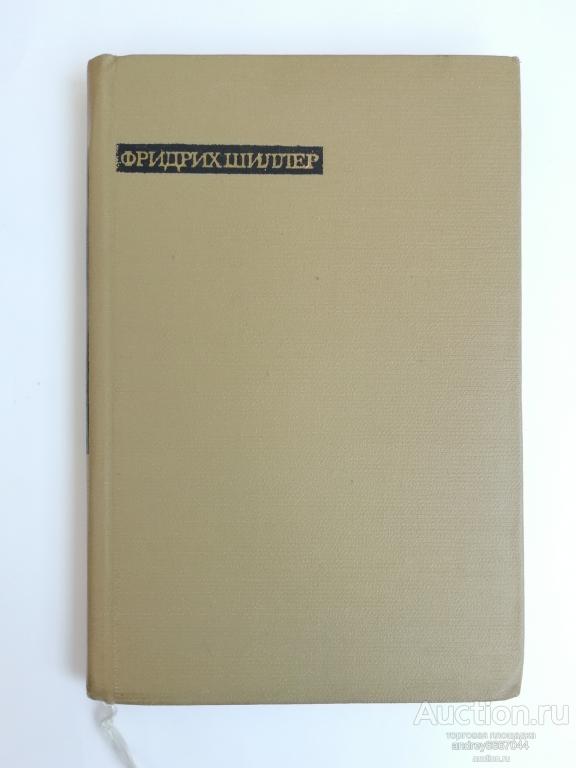 ФРИДРИХ ШИЛЛЕР
Auction.ru
торговая площадка
andrey6667044
auction.ru